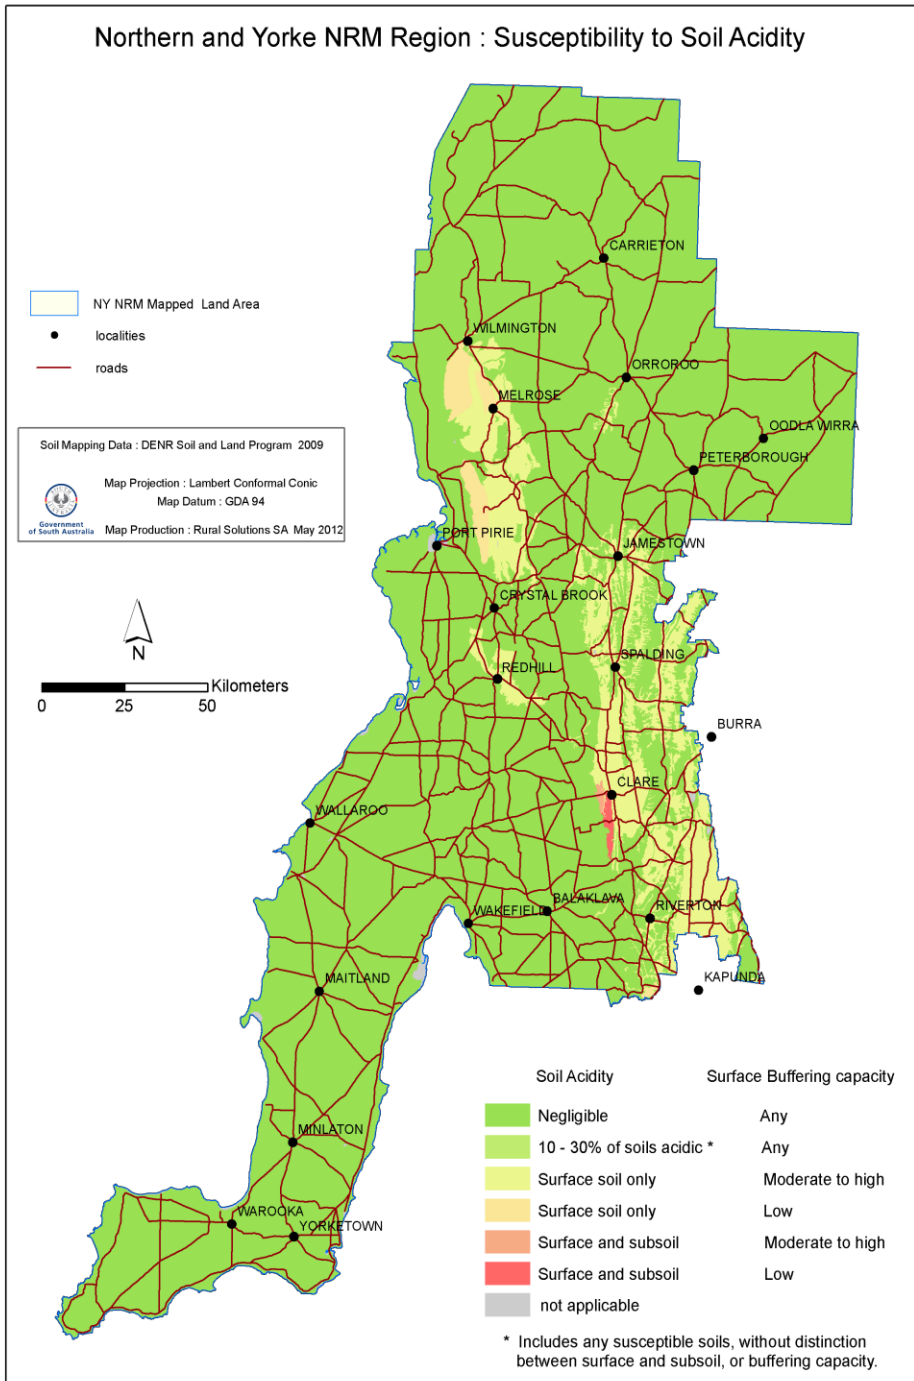 Northern and Yorke NRM Region : Susceptibility to Soil Acidity
CARRIETON
NY NRM Mapped Land Area
localities
roads
WILMINGTON
ORROROO
MELROSE
OODLA WIRRA
PETERBOROUGH
Soil Mapping Data : DENR Soil and Land Program 2009
Map Projection : Lambert Conformal Conic
Map Datum : GDA 94
Government
of South Australia
Map Production : Rural Solutions SA May 2012
PORT PIRIE
JAMESTOWN
CRYSTAL BROOK
N
SPALDING
REDHILL
Kilometers
0 25 50
BURRA
CLARE
WALLAROO
BALAKLAVA
WAKEFIELD
RIVERTON
MAITLAND
KAPUNDA
Soil Acidity Surface Buffering capacity
Negligible Any
10 - 30% of soils acidic * Any
Surface soil only Moderate to high
Surface soil only Low
Surface and subsoil Moderate to high
Surface and subsoil Low
not applicable
MINLATON
WAROOKA
YORKETOWN
* Includes any susceptible soils, without distinction
between surface and subsoil, or buffering capacity.